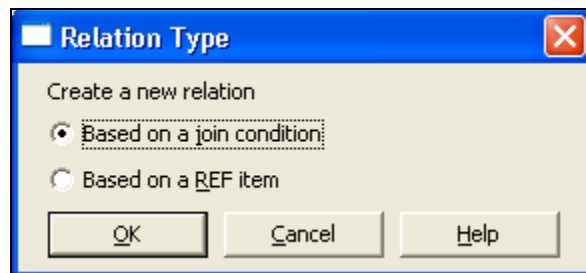 Relation Type
Create a new relation
Based on a join condition
Based on a REF item
OK Cancel Help